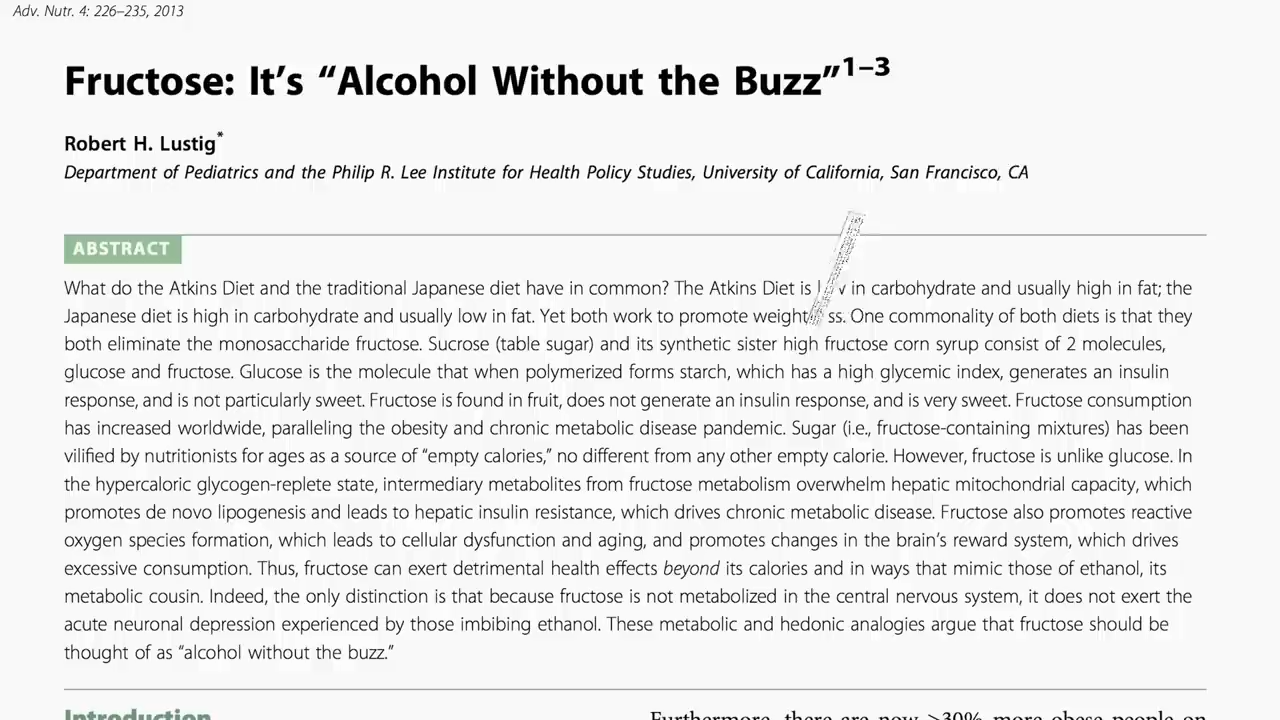 Adv. Nutr. 4: 226–235, 2013
Fructose: It’s “Alcohol Without the Buzz”1–3
Robert H. Lustig*
Department of Pediatrics and the Philip R. Lee Institute for Health Policy Studies, University of California, San Francisco, CA
ABSTRACT
What do the Atkins Diet and the traditional Japanese diet have in common? The Atkins Diet is in carbohydrate and usually high in fat; the
Japanese diet is high in carbohydrate and usually low in fat. Yet both work to promote weight One commonality of both diets is that they
both eliminate the monosaccharide fructose. Sucrose (table sugar) and its synthetic sister high fructose corn syrup consist of 2 molecules,
glucose and fructose. Glucose is the molecule that when polymerized forms starch, which has a high glycemic index, generates an insulin
response, and is not particularly sweet. Fructose is found in fruit, does not generate an insulin response, and is very sweet. Fructose consumption
has increased worldwide, paralleling the obesity and chronic metabolic disease pandemic. Sugar (i.e., fructose-containing mixtures) has been
vilified by nutritionists for ages as a source of “empty calories,” no different from any other empty calorie. However, fructose is unlike glucose. In
the hypercaloric glycogen-replete state, intermediary metabolites from fructose metabolism overwhelm hepatic mitochondrial capacity, which
promotes de novo lipogenesis and leads to hepatic insulin resistance, which drives chronic metabolic disease. Fructose also promotes reactive
oxygen species formation, which leads to cellular dysfunction and aging, and promotes changes in the brain’s reward system, which drives
excessive consumption. Thus, fructose can exert detrimental health effects beyond its calories and in ways that mimic those of ethanol, its
metabolic cousin. Indeed, the only distinction is that because fructose is not metabolized in the central nervous system, it does not exert the
acute neuronal depression experienced by those imbibing ethanol. These metabolic and hedonic analogies argue that fructose should be
thought of as “alcohol without the buzz.”
Introduction
Furthermore, there are now >30% more obese people on